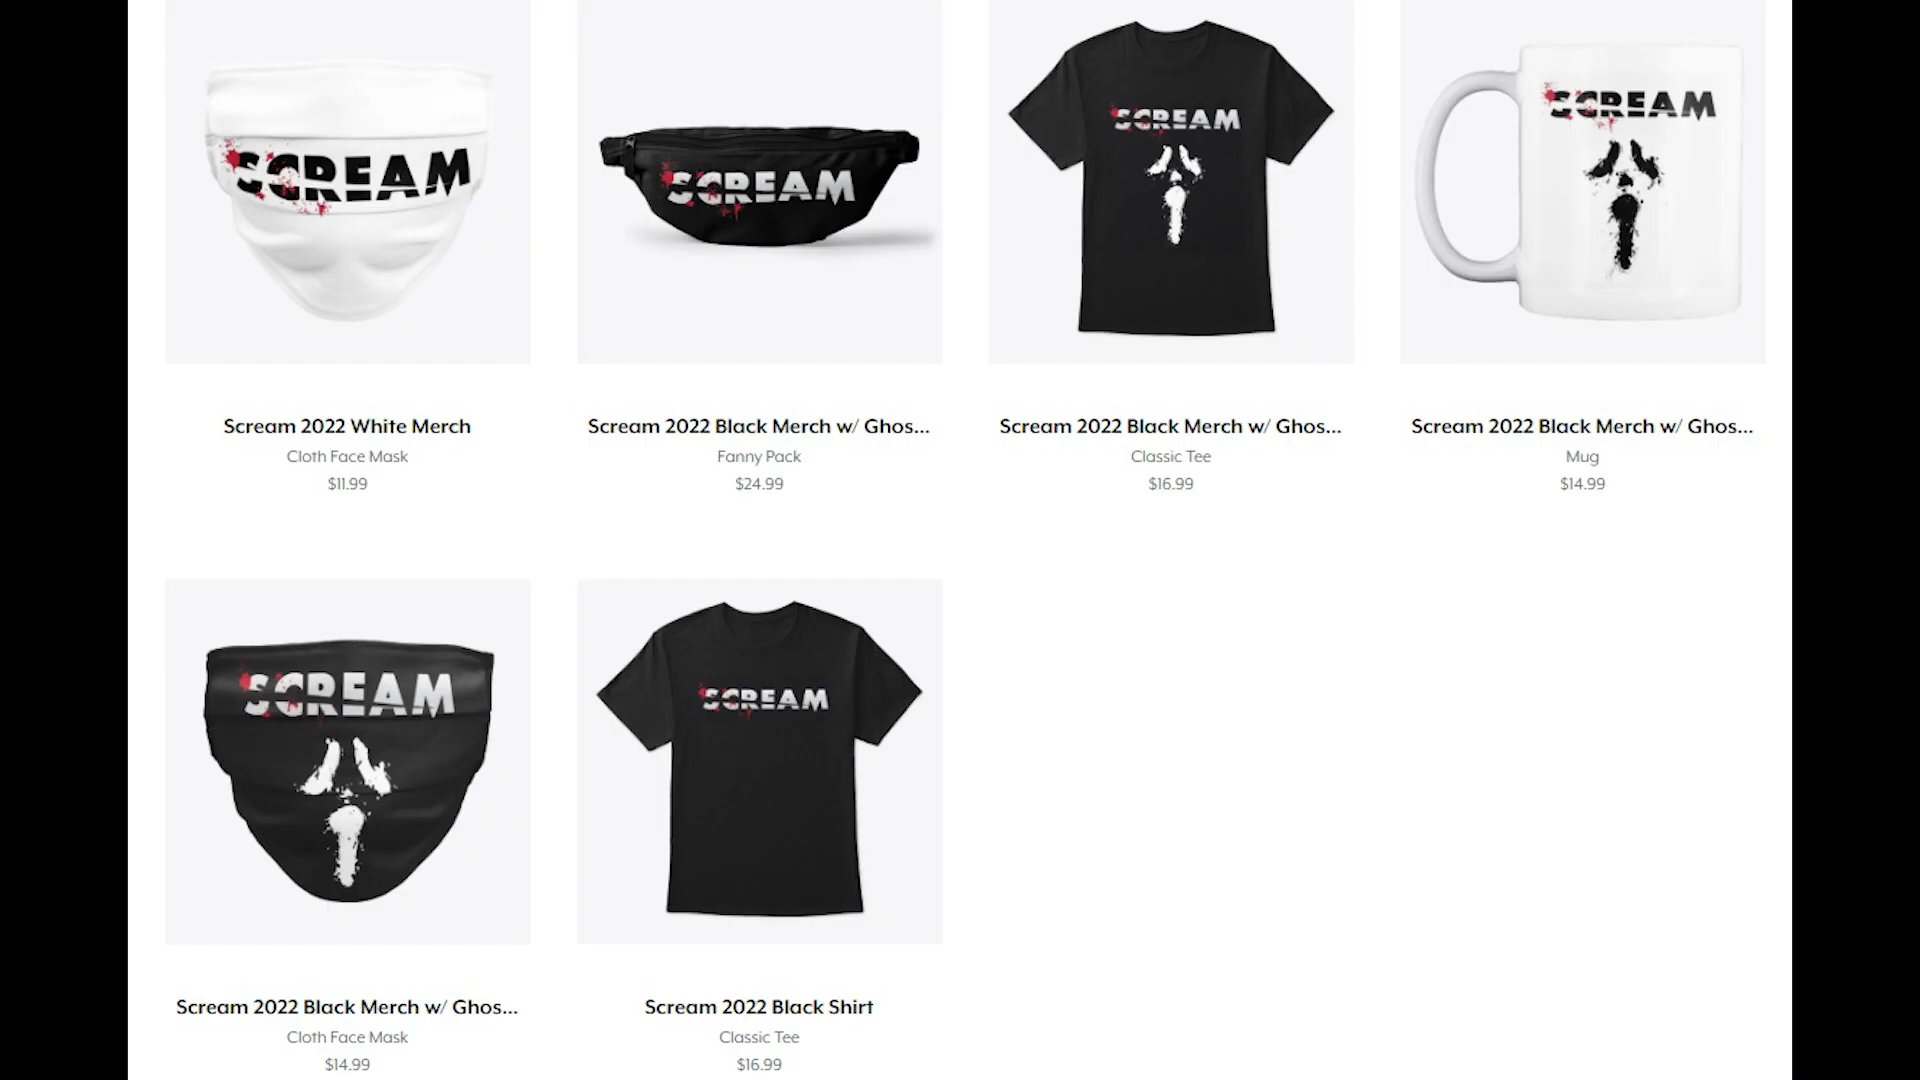 SCREAM
SCREAM
SCREAM
SCREAM
Scream 2022 White Merch
Cloth Face Mask
$11.99
Scream 2022 Black Merch w/ Ghos...
Fanny Pack
$24.99
Scream 2022 Black Merch w/ Ghos...
Classic Tee
$16.99
Scream 2022 Black Merch w/ Ghos...
Mug
$14.99
SCREAM
SCREAM
Scream 2022 Black Merch w/ Ghos...
Cloth Face Mask
$14.99
Scream 2022 Black Shirt
Classic Tee
$16.99